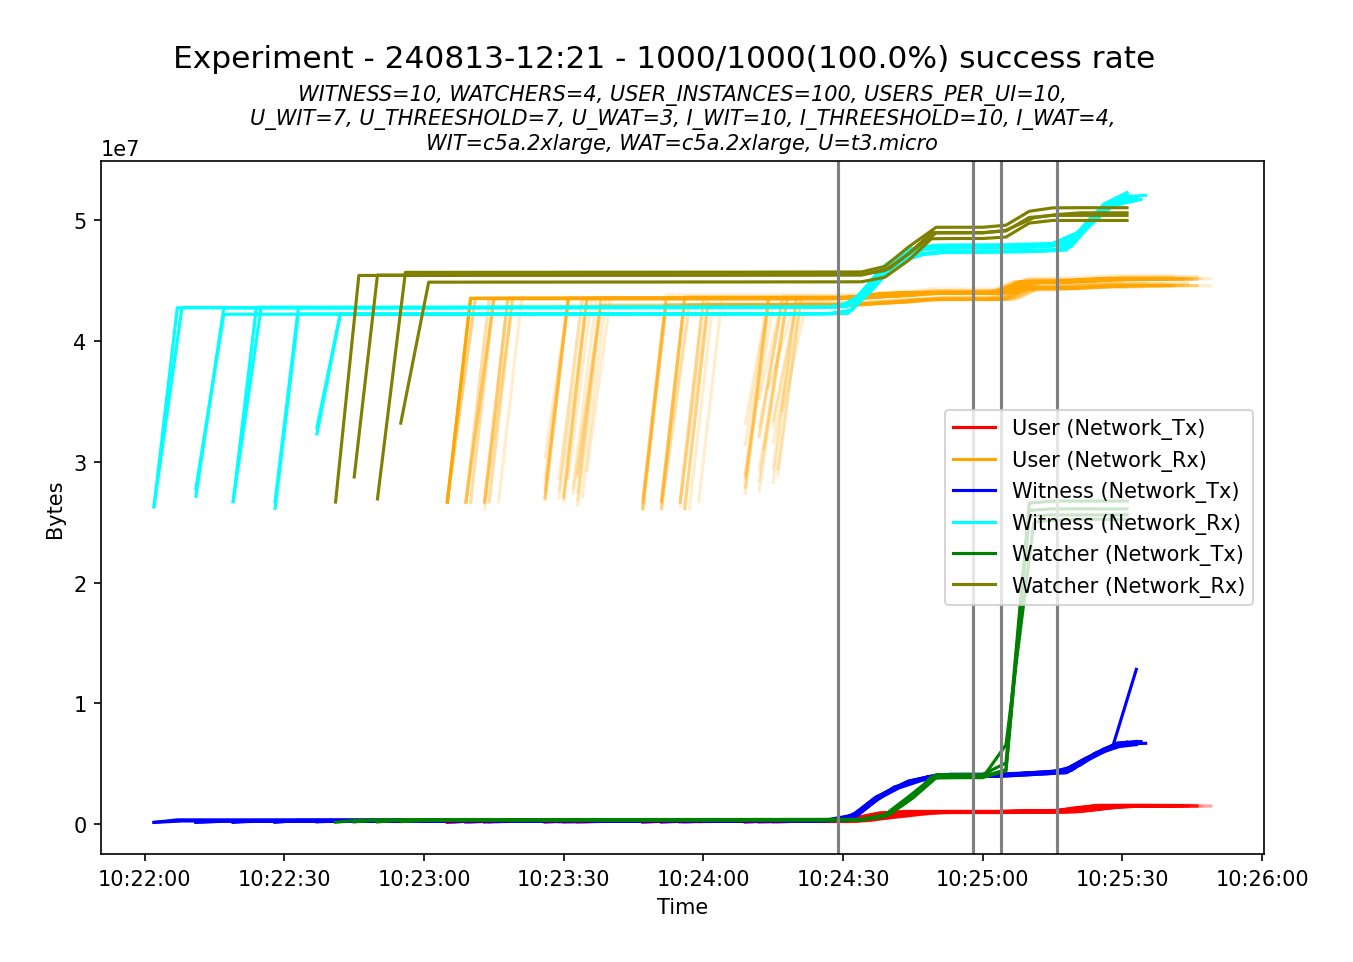 Experiment - 240813-12:21 - 1000/1000(100.0%) success rate
WITNESS=10, WATCHERS=4, USER_INSTANCES=100, USERS_PER_UI=10,
U_WIT=7, U_THREESHOLD=7, U_WAT=3, I_WIT=10, I_THREESHOLD=10, I_WAT=4,
WIT=c5a.2xlarge, WAT=c5a.2xlarge, U=t3.micro
1e7
5
4
3
2
1
0
Bytes
User (Network_Tx)
User (Network_Rx)
Witness (Network_Tx)
Witness (Network_Rx)
Watcher (Network_Tx)
Watcher (Network_Rx)
10:22:00 10:22:30 10:23:00 10:23:30 10:24:00 10:24:30 10:25:00 10:25:30 10:26:00
Time